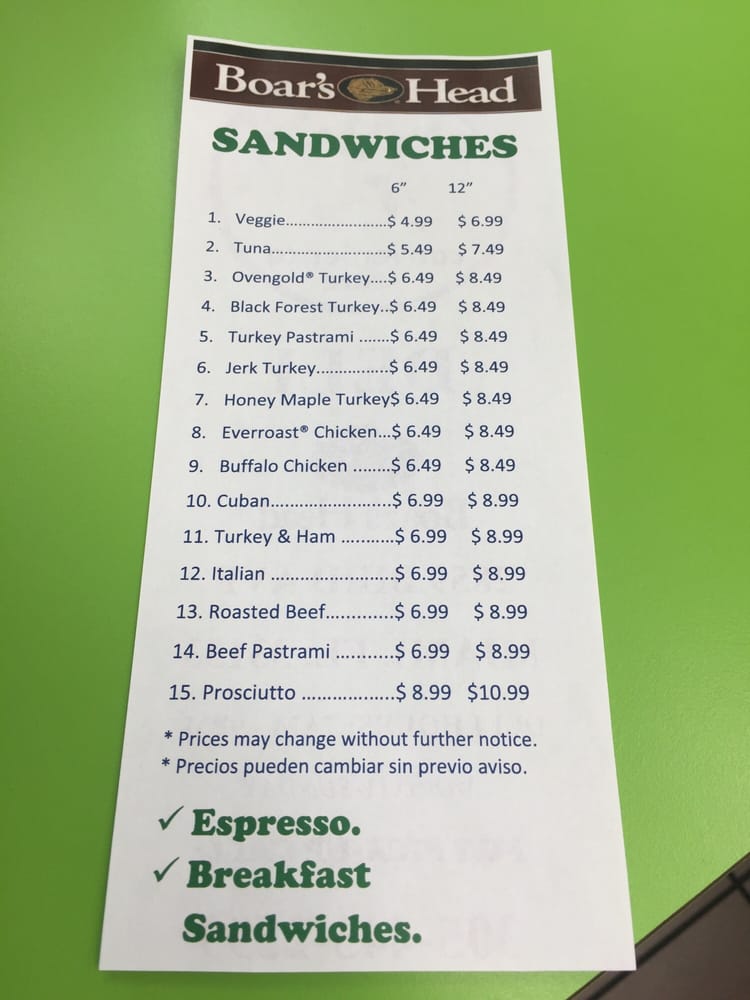 Boar's Head
SANDWICHES
6” 12”
1. Veggie........................$ 4.99 $ 6.99
2. Tuna...........................$ 5.49 $ 7.49
3. Ovengold® Turkey....$ 6.49 $ 8.49
4. Black Forest Turkey..$ 6.49 $ 8.49
5. Turkey Pastrami .......$ 6.49 $ 8.49
6. Jerk Turkey................$ 6.49 $ 8.49
7. Honey Maple Turkey$ 6.49 $ 8.49
8. Everroast® Chicken...$ 6.49 $ 8.49
9. Buffalo Chicken ........$ 6.49 $ 8.49
10. Cuban.........................$ 6.99 $ 8.99
11. Turkey & Ham ...........$ 6.99 $ 8.99
12. Italian .........................$ 6.99 $ 8.99
13. Roasted Beef..............$ 6.99 $ 8.99
14. Beef Pastrami ...........$ 6.99 $ 8.99
15. Prosciutto ..................$ 8.99 $10.99
* Prices may change without further notice.
* Precios pueden cambiar sin previo aviso.
✓ Espresso.
✓ Breakfast
Sandwiches.